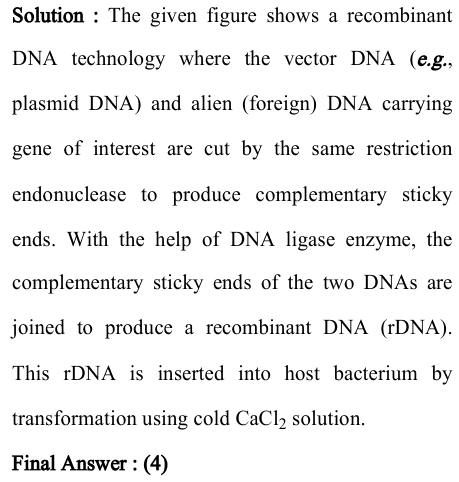 Solution : The given figure shows a recombinant
DNA technology where the vector DNA (e.g.,
plasmid DNA) and alien (foreign) DNA carrying
gene of interest are cut by the same restriction
endonuclease to produce complementary sticky
ends. With the help of DNA ligase enzyme, the
complementary sticky ends of the two DNAs are
joined to produce a recombinant DNA (rDNA).
This rDNA is inserted into host bacterium by
transformation using cold CaCl₂ solution.
Final Answer : (4)